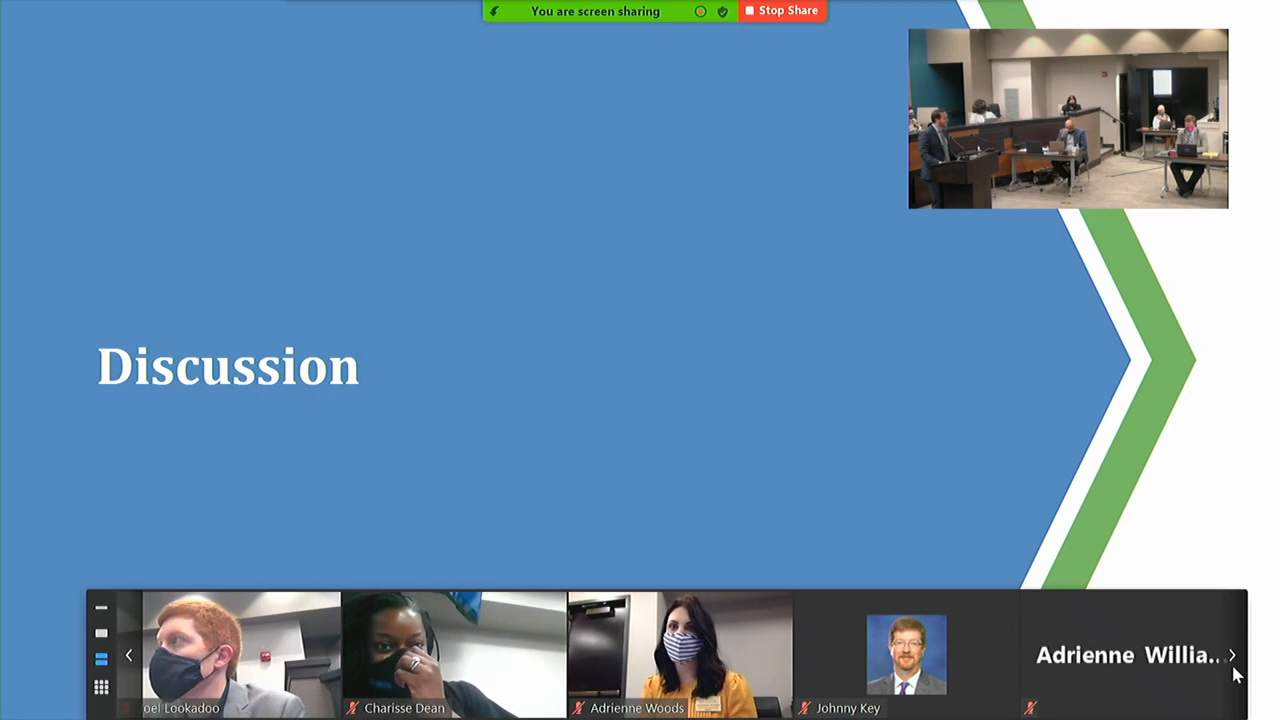 You are screen sharing
Stop Share
Discussion
oel Lookadoo
Charisse Dean
Adrienne Woods
Johnny Key
Adrienne Willia..